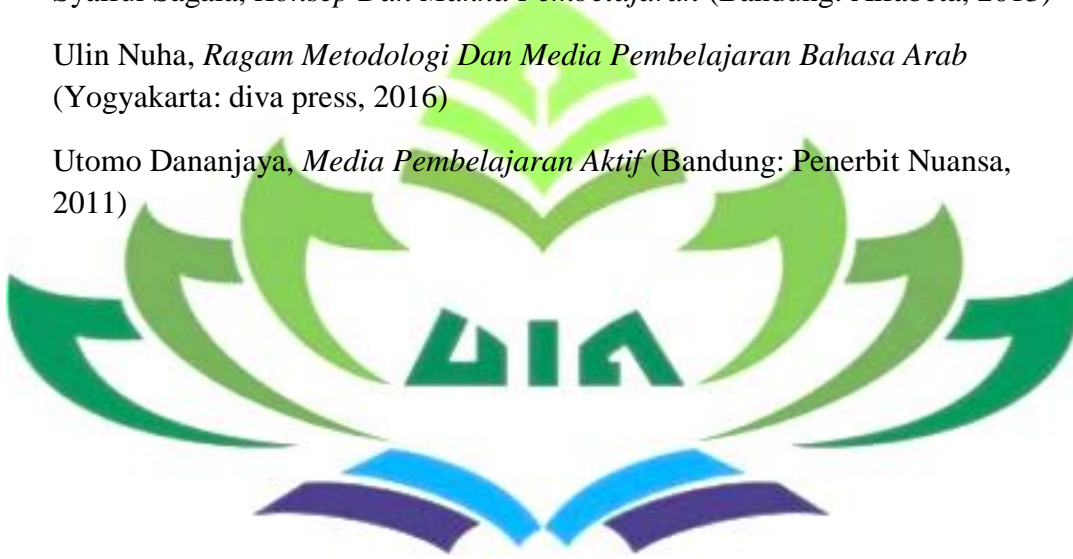 Ulin Nuha, Ragam Metodologi Dan Media Pembelajaran Bahasa Arab
(Yogyakarta: diva press, 2016)
Utomo Dananjaya, Media Pembelajaran Aktif (Bandung: Penerbit Nuansa,
2011)
UIN